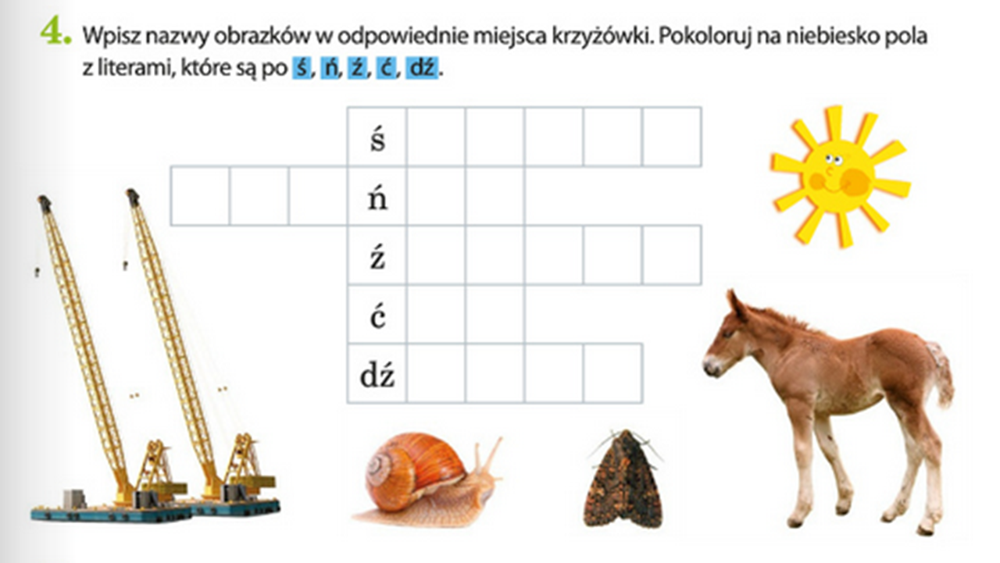 4. Wpisz nazwy obrazków w odpowiednie miejsca krzyżówki. Pokoloruj na niebiesko pola
z literami, które są po ś, ń, ź, ć, dź.
ś
ń
ź
ć
dź